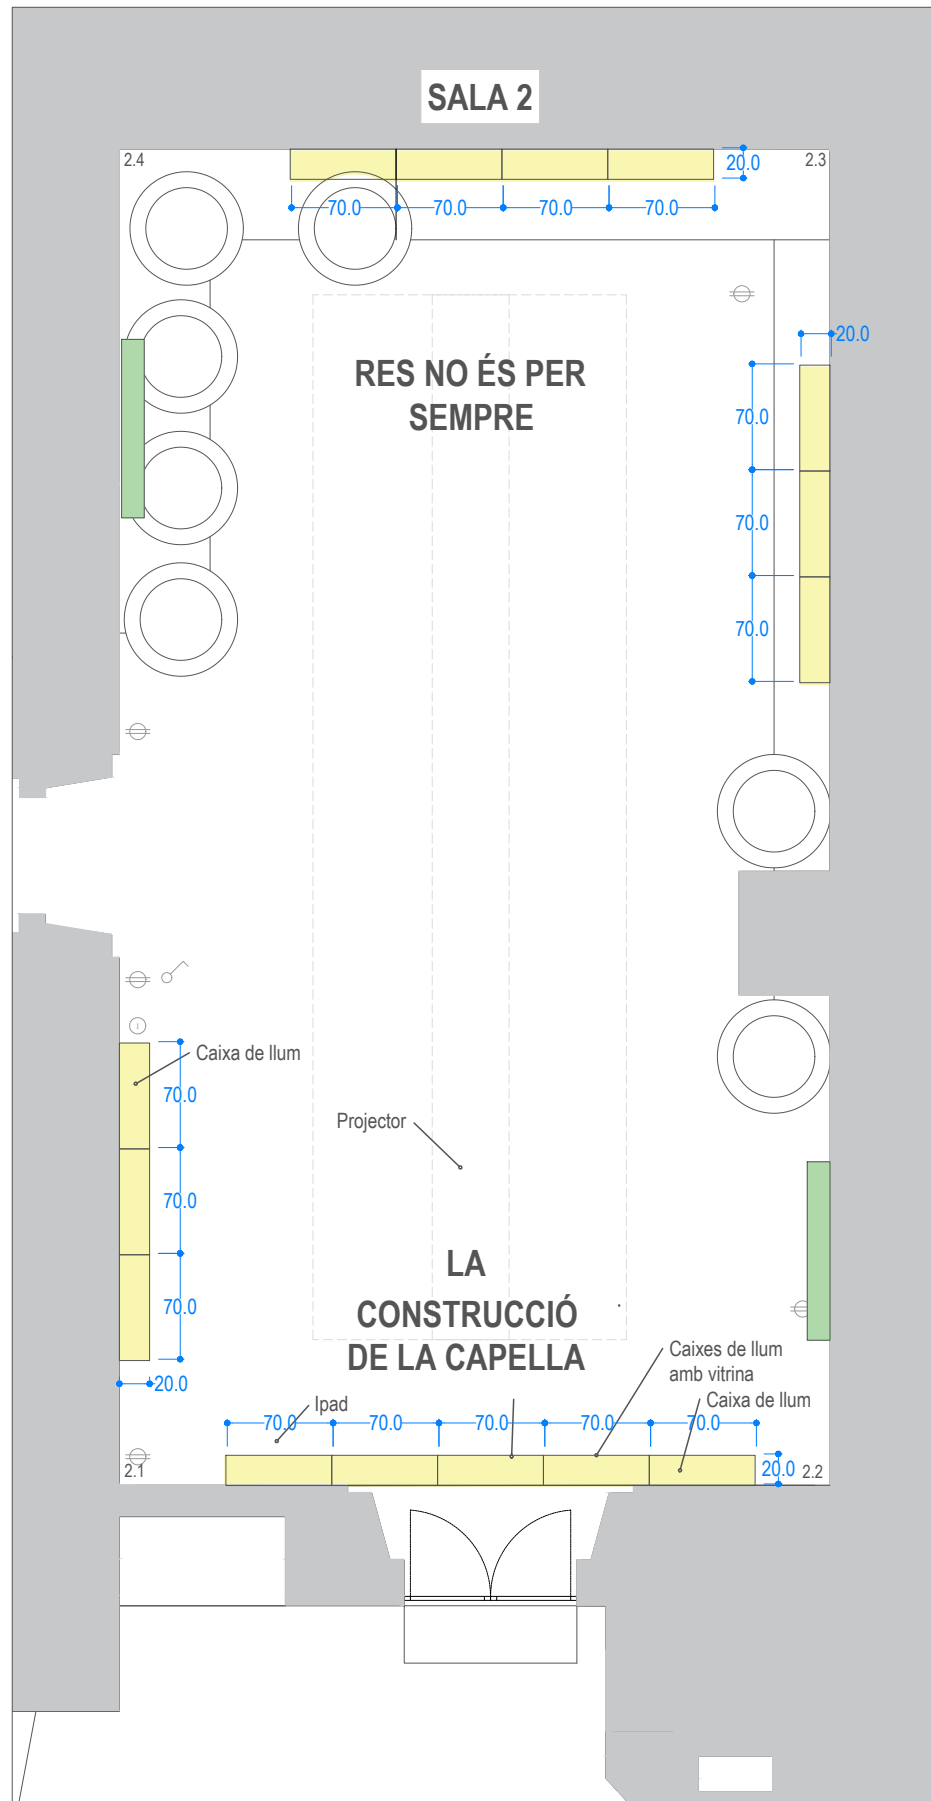 SALA 2
2.4
2.3
20.0
70.0 70.0 70.0 70.0
20.0
RES NO ÉS PER
SEMPRE
70.0
70.0
70.0
Caixa de llum
70.0
Projector
70.0
LA
CONSTRUCCIÓ
DE LA CAPELLA
70.0
Caixes de llum
amb vitrina
20.0
Ipad
Caixa de llum
70.0 70.0 70.0 70.0 70.0
20.0
2.1
2.2